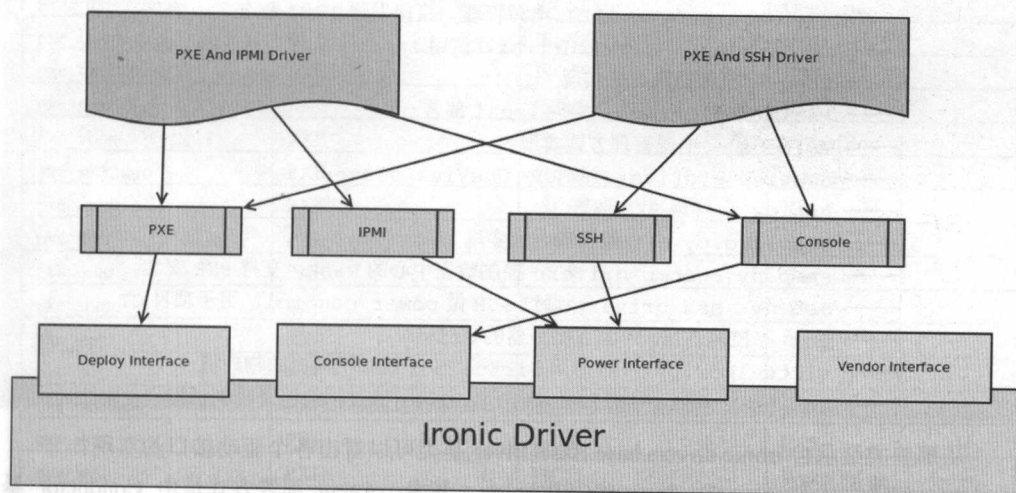 PXE And IPMI Driver
PXE And SSH Driver
PXE
IPMI
SSH
Console
Deploy Interface
Console Interface
Power Interface
Vendor Interface
Ironic Driver